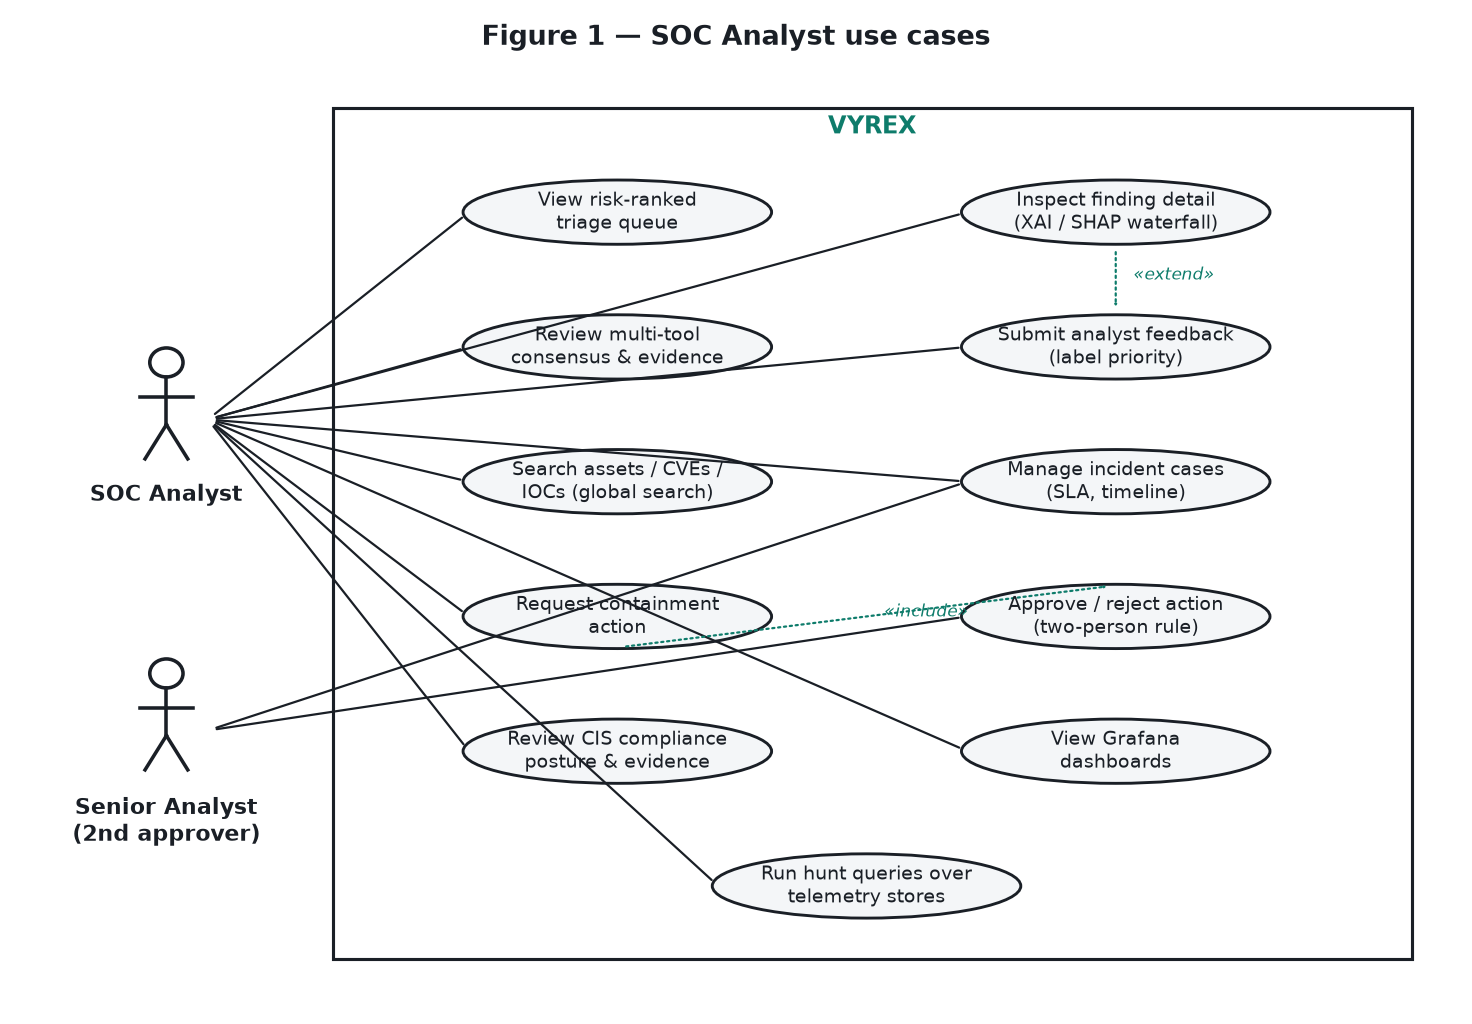 Figure 1 — SOC Analyst use cases
VYREX
View risk-ranked
triage queue
Inspect finding detail
(XAI / SHAP waterfall)
«extend»
Review multi-tool
consensus & evidence
Submit analyst feedback
(label priority)
SOC Analyst
Search assets / CVEs /
IOCs (global search)
Manage incident cases
(SLA, timeline)
Request containment
action
«include»
Approve / reject action
(two-person rule)
Senior Analyst
(2nd approver)
Review CIS compliance
posture & evidence
View Grafana
dashboards
Run hunt queries over
telemetry stores